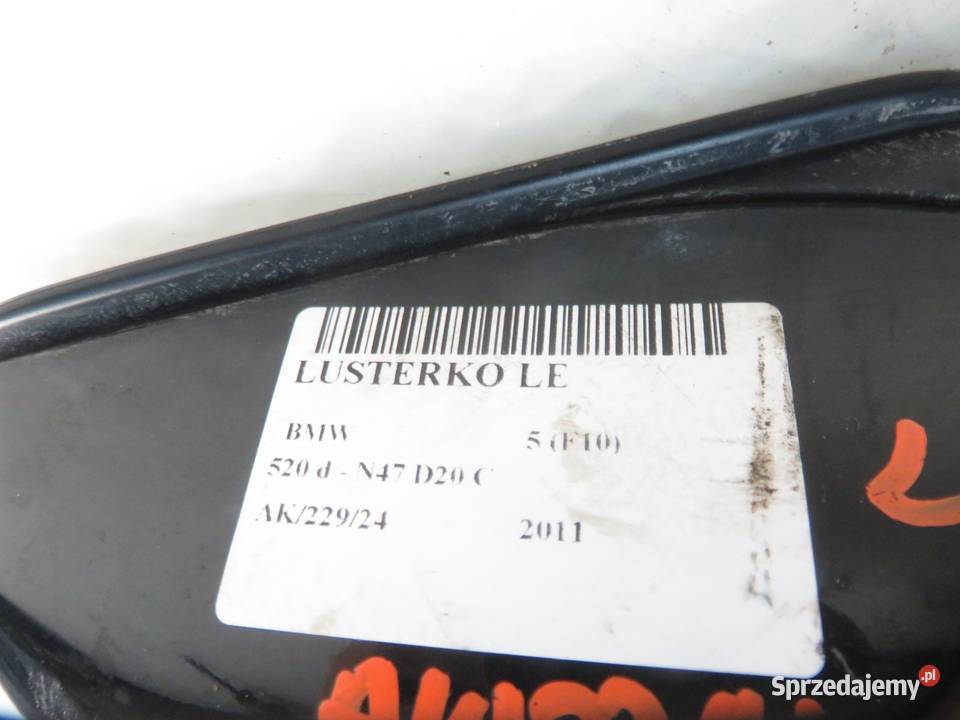 LUSTERKO LE
BMW 5 (F10)
520 d - N47 D20 C
AK/229/24 2011
Sprzedajemy.pl